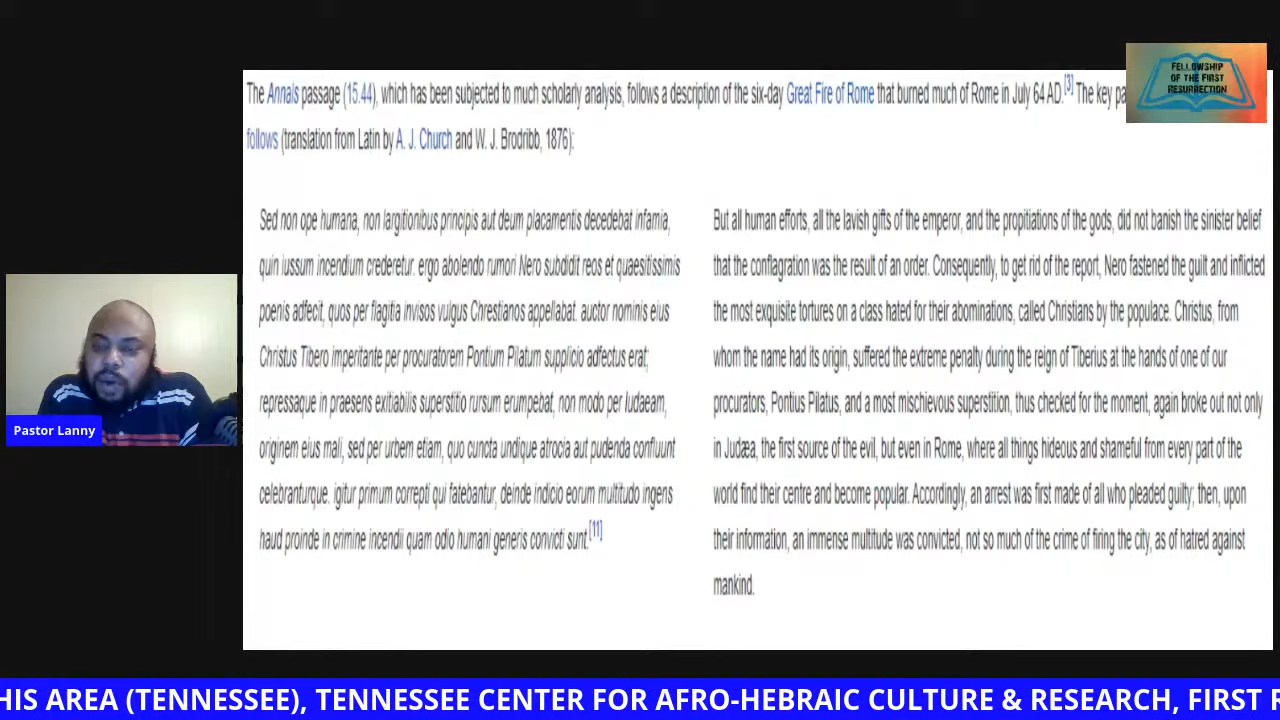 The Annals passage (15.44), which has been subjected to much scholarly analysis, follows a description of the six-day Great Fire of Rome that burned much of Rome in July 64 AD.[3] The key
follows (translation from Latin by A. J. Church and W. J. Brodribb, 1876):
FELLOWSHIP
OF THE FIRST
RESURRECTION
Sed non ope humana, non largitionibus principis aut deum placamentis decedebat infamia,
quin iussum incendium crederetur. ergo abolendo rumori Nero subdidit reos et quaesitissimis
poenis adfecit, quos per flagitia invisos vulgus Chrestianos appellabat. auctor nominis eius
Christus Tibero imperitante per procuratorem Pontium Pilatum supplicio adfectus erat;
repressaque in praesens exitiabilis superstitio rursum erumpebat, non modo per Iudaeam,
originem eius mali, sed per urbem etiam, quo cuncta undique atrocia aut pudenda confluunt
celebranturque. igitur primum correpti qui fatebantur, deinde indicio eorum multitudo ingens
haud proinde in crimine incendii quam odio humani generis convicti sunt.[11]
But all human efforts, all the lavish gifts of the emperor, and the propitiations of the gods, did not banish the sinister belief
that the conflagration was the result of an order. Consequently, to get rid of the report, Nero fastened the guilt and inflicted
the most exquisite tortures on a class hated for their abominations, called Christians by the populace. Christus, from
whom the name had its origin, suffered the extreme penalty during the reign of Tiberius at the hands of one of our
procurators, Pontius Pilatus, and a most mischievous superstition, thus checked for the moment, again broke out not only
in Judæa, the first source of the evil, but even in Rome, where all things hideous and shameful from every part of the
world find their centre and become popular. Accordingly, an arrest was first made of all who pleaded guilty; then, upon
their information, an immense multitude was convicted, not so much of the crime of firing the city, as of hatred against
mankind.
Pastor Lanny
HIS AREA (TENNESSEE), TENNESSEE CENTER FOR AFRO-HEBRAIC CULTURE & RESEARCH, FIRST